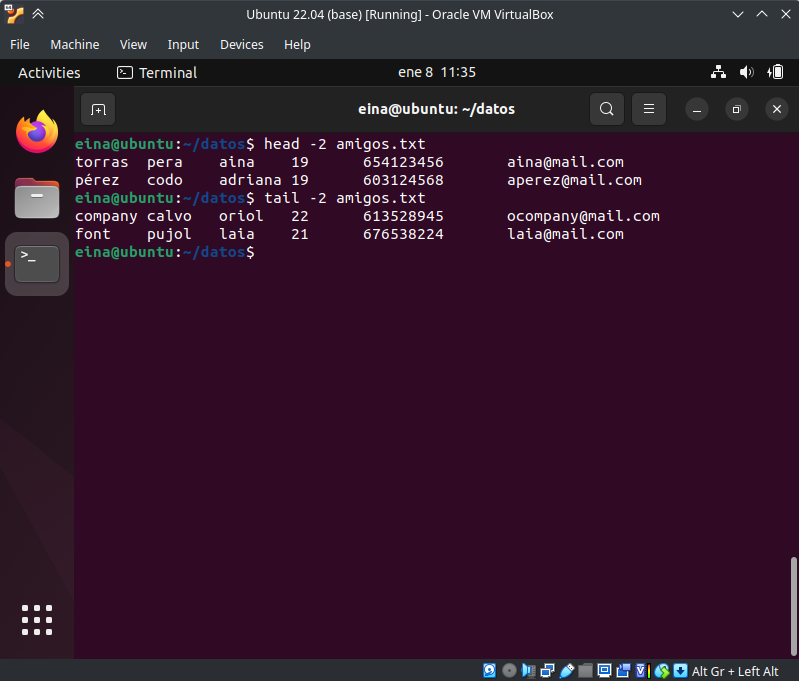 Ubuntu 22.04 (base) [Running] - Oracle VM VirtualBox
File Machine View Input Devices Help
Activities Terminal ene 8 11:35
eina@ubuntu: ~/datos
eina@ubuntu:~/datos$ head -2 amigos.txt
torras pera aina 19 654123456 aina@mail.com
pérez codo adriana 19 603124568 aperez@mail.com
eina@ubuntu:~/datos$ tail -2 amigos.txt
company calvo oriol 22 613528945 ocompany@mail.com
font pujol laia 21 676538224 laia@mail.com
eina@ubuntu:~/datos$
Alt Gr + Left Alt